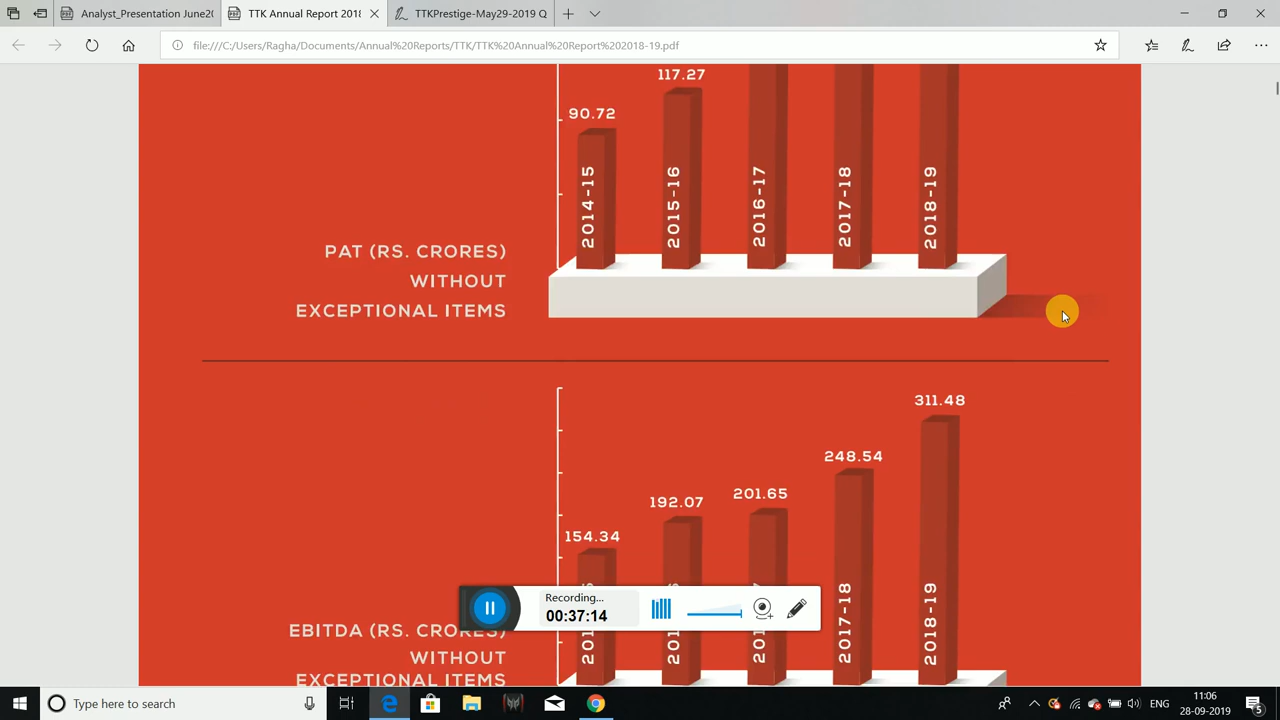 Analyst_Presentation June20
TTK Annual Report 2018
TTKPrestige-May29-2019 Q
file:///C:/Users/Ragha/Documents/Annual%20Reports/TTK/TTK%20Annual%20Report%202018-19.pdf
117.27
90.72
2014-15
2015-16
2016-17
2017-18
2018-19
PAT (RS. CRORES)
WITHOUT
EXCEPTIONAL ITEMS
311.48
248.54
201.65
192.07
154.34
Recording...
00:37:14
2017-18
2018-19
EBITDA (RS. CRORES)
WITHOUT
EXCEPTIONAL ITEMS
Type here to search
ENG
11:06
28-09-2019
5